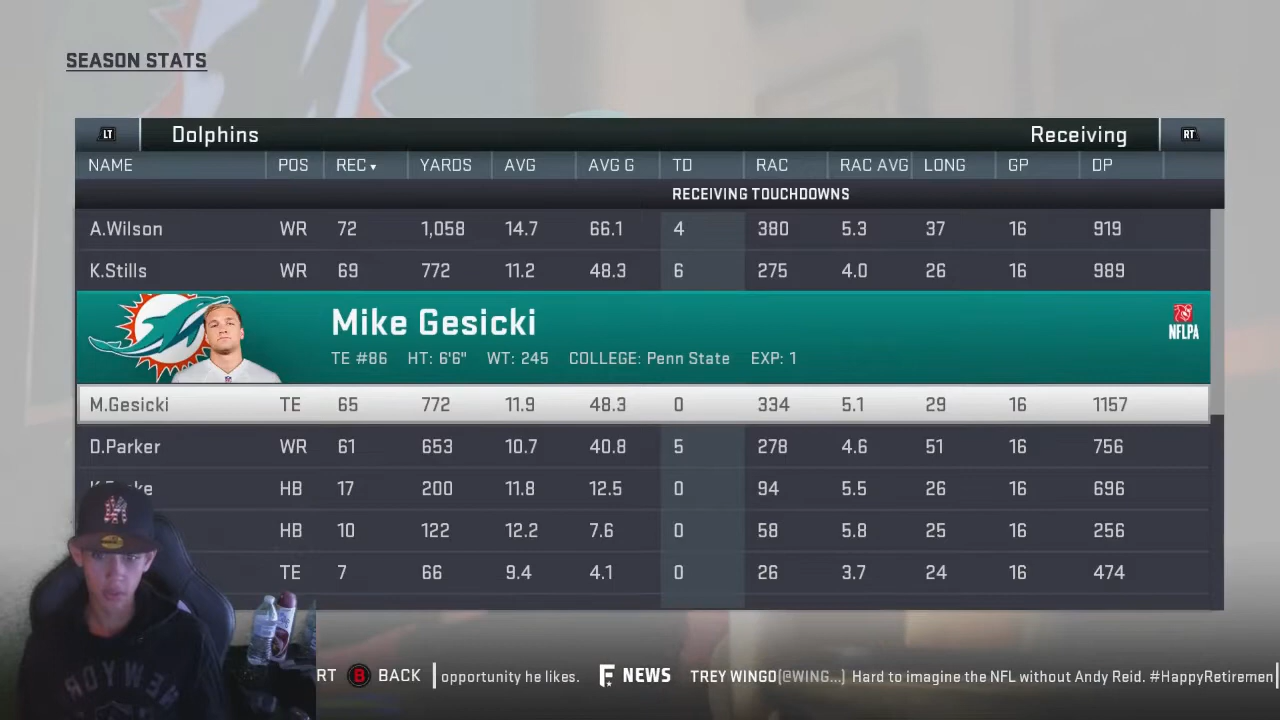 SEASON STATS
LT Dolphins Receiving RT
NAME POS REC YARDS AVG AVG G TD RAC RAC AVG LONG GP DP
RECEIVING TOUCHDOWNS
A.Wilson WR 72 1,058 14.7 66.1 4 380 5.3 37 16 919
K.Stills WR 69 772 11.2 48.3 6 275 4.0 26 16 989
Mike Gesicki
NFLPA
TE #86 HT: 6'6" WT: 245 COLLEGE: Penn State EXP: 1
M.Gesicki TE 65 772 11.9 48.3 0 334 5.1 29 16 1157
D.Parker WR 61 653 10.7 40.8 5 278 4.6 51 16 756
HB 17 200 11.8 12.5 0 94 5.5 26 16 696
HB 10 122 12.2 7.6 0 58 5.8 25 16 256
TE 7 66 9.4 4.1 0 26 3.7 24 16 474
RT B BACK opportunity he likes. F NEWS TREY WINGO(@WING...) Hard to imagine the NFL without Andy Reid. #HappyRetiremen